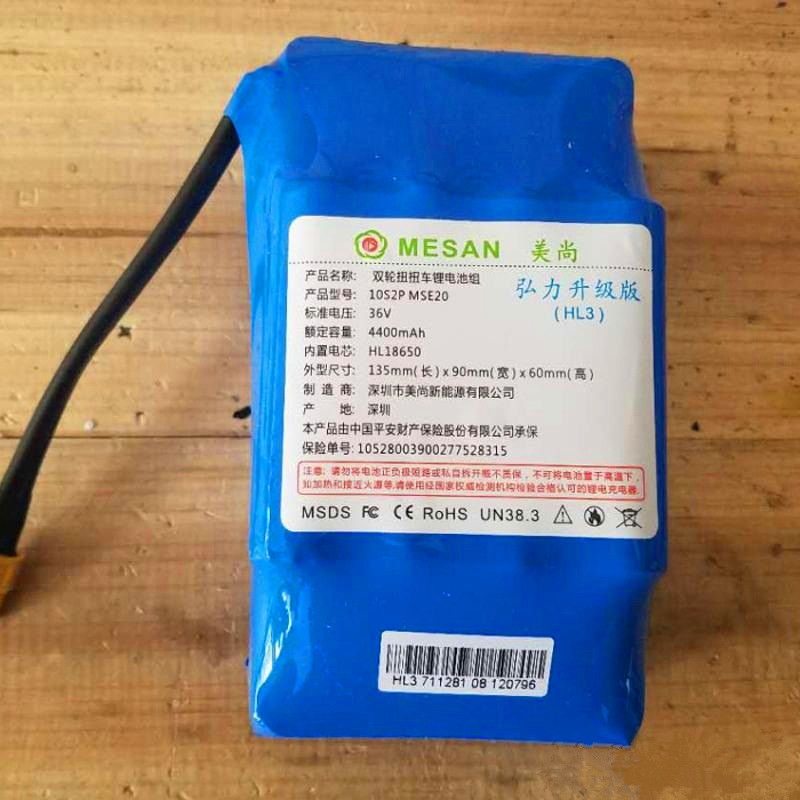 MESAN 美尚
产品名称: 双轮扭扭车锂电池组
产品型号: 10S2P MSE20
弘力升级版
标准电压: 36V
(HL3)
额定容量: 4400mAh
内置电芯: HL18650
外型尺寸: 135mm(长)x90mm(宽)x60mm(高)
制 造 商: 深圳市美尚新能源有限公司
产 地: 深圳
本产品由中国平安财产保险股份有限公司承保
保险单号: 10528003900277528315
注意: 请勿将电池正负极短路或私自拆开概不质保，不可将电池置于高温下，
如加热和接近火源等,请使用经国家权威检测机构检验合格认可的锂电充电器.
MSDS FC CE RoHS UN38.3
HL3 711281 08 120796